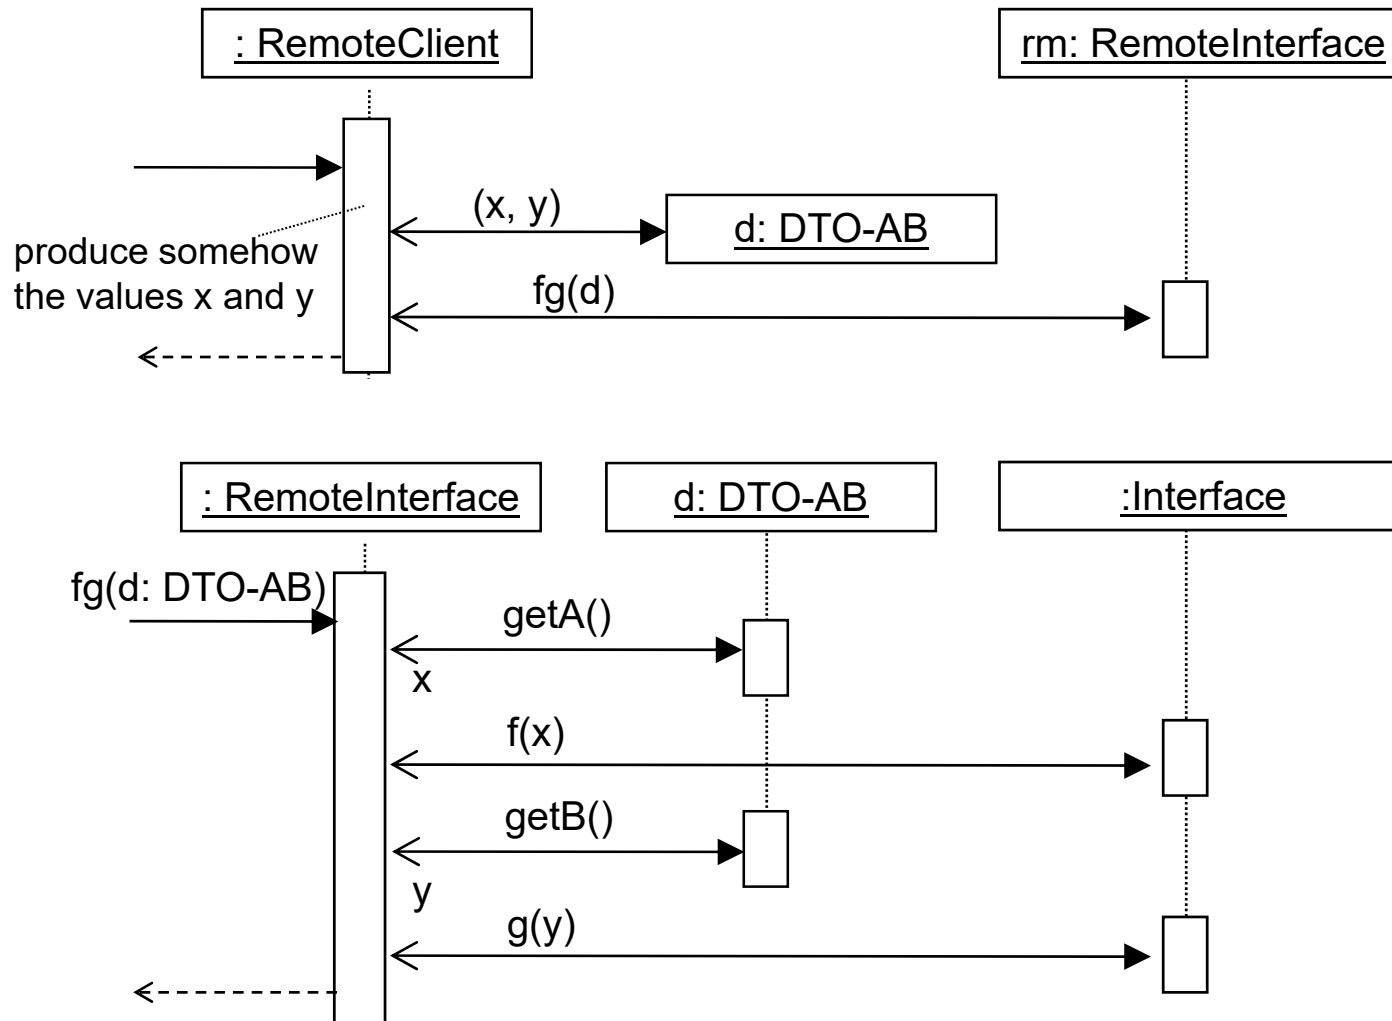 : RemoteClient
rm: RemoteInterface
(x, y)
d: DTO-AB
produce somehow
the values x and y
fg(d)
: RemoteInterface
d: DTO-AB
:Interface
fg(d: DTO-AB)
getA()
x
f(x)
getB()
y
g(y)